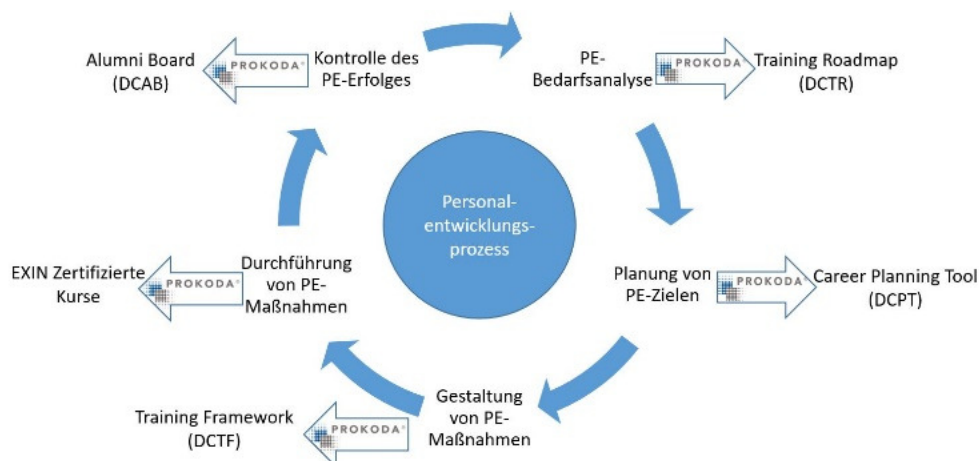 Alumni Board
(DCAB)
PROKODA®
Kontrolle des
PE-Erfolges
PE-
Bedarfsanalyse
PROKODA®
Training Roadmap
(DCTR)
Personal-
entwicklungs-
prozess
EXIN Zertifizierte
Kurse
PROKODA®
Durchführung
von PE-
Maßnahmen
Planung von
PE-Zielen
PROKODA®
Career Planning Tool
(DCPT)
Training Framework
(DCTF)
PROKODA®
Gestaltung
von PE-
Maßnahmen